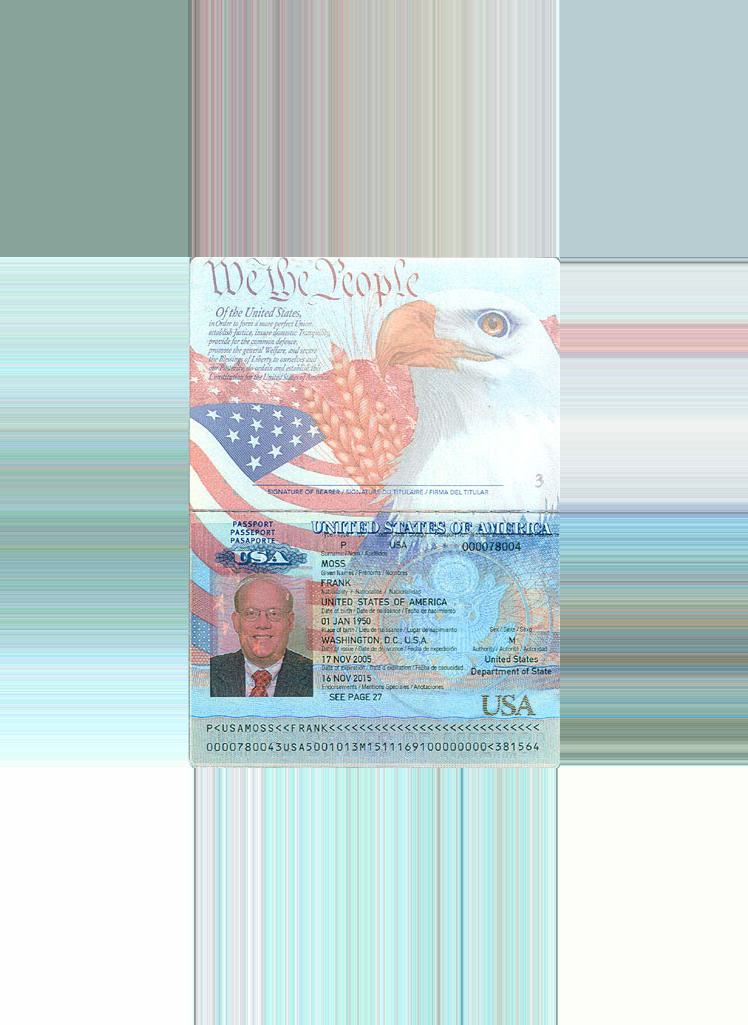 We the People
Of the United States,
in Order to form a more perfect Union,
establish Justice, insure domestic Tranquility,
provide for the common defence,
promote the general Welfare, and secure
the Blessings of Liberty to ourselves and
our Posterity, do ordain and establish this
Constitution for the United States of America.
3
SIGNATURE OF BEARER / SIGNATURE DU TITULAIRE / FIRMA DEL TITULAR
PASSPORT
PASSEPORT
PASAPORTE
USA
UNITED STATES OF AMERICA
P USA 000078004
Surname / Nom / Apellidos
MOSS
Given Names / Prénoms / Nombres
FRANK
Nationality / Nationalité / Nacionalidad
UNITED STATES OF AMERICA
Date of birth / Date de naissance / Fecha de nacimiento
01 JAN 1950
Place of birth / Lieu de naissance / Lugar de nacimiento Sex / Sexe / Sexo
WASHINGTON, D.C., U.S.A. M
Date of issue / Date de délivrance / Fecha de expedición Authority / Autorité / Autoridad
17 NOV 2005 United States
Date of expiration / Date d'expiration / Fecha de caducidad Department of State
16 NOV 2015
Endorsements / Mentions Spéciales / Anotaciones
SEE PAGE 27
USA
P<USAMOSS<<FRANK<<<<<<<<<<<<<<<<<<<<<<<<<<<<
0000780043USA5001013M1511169100000000<381564